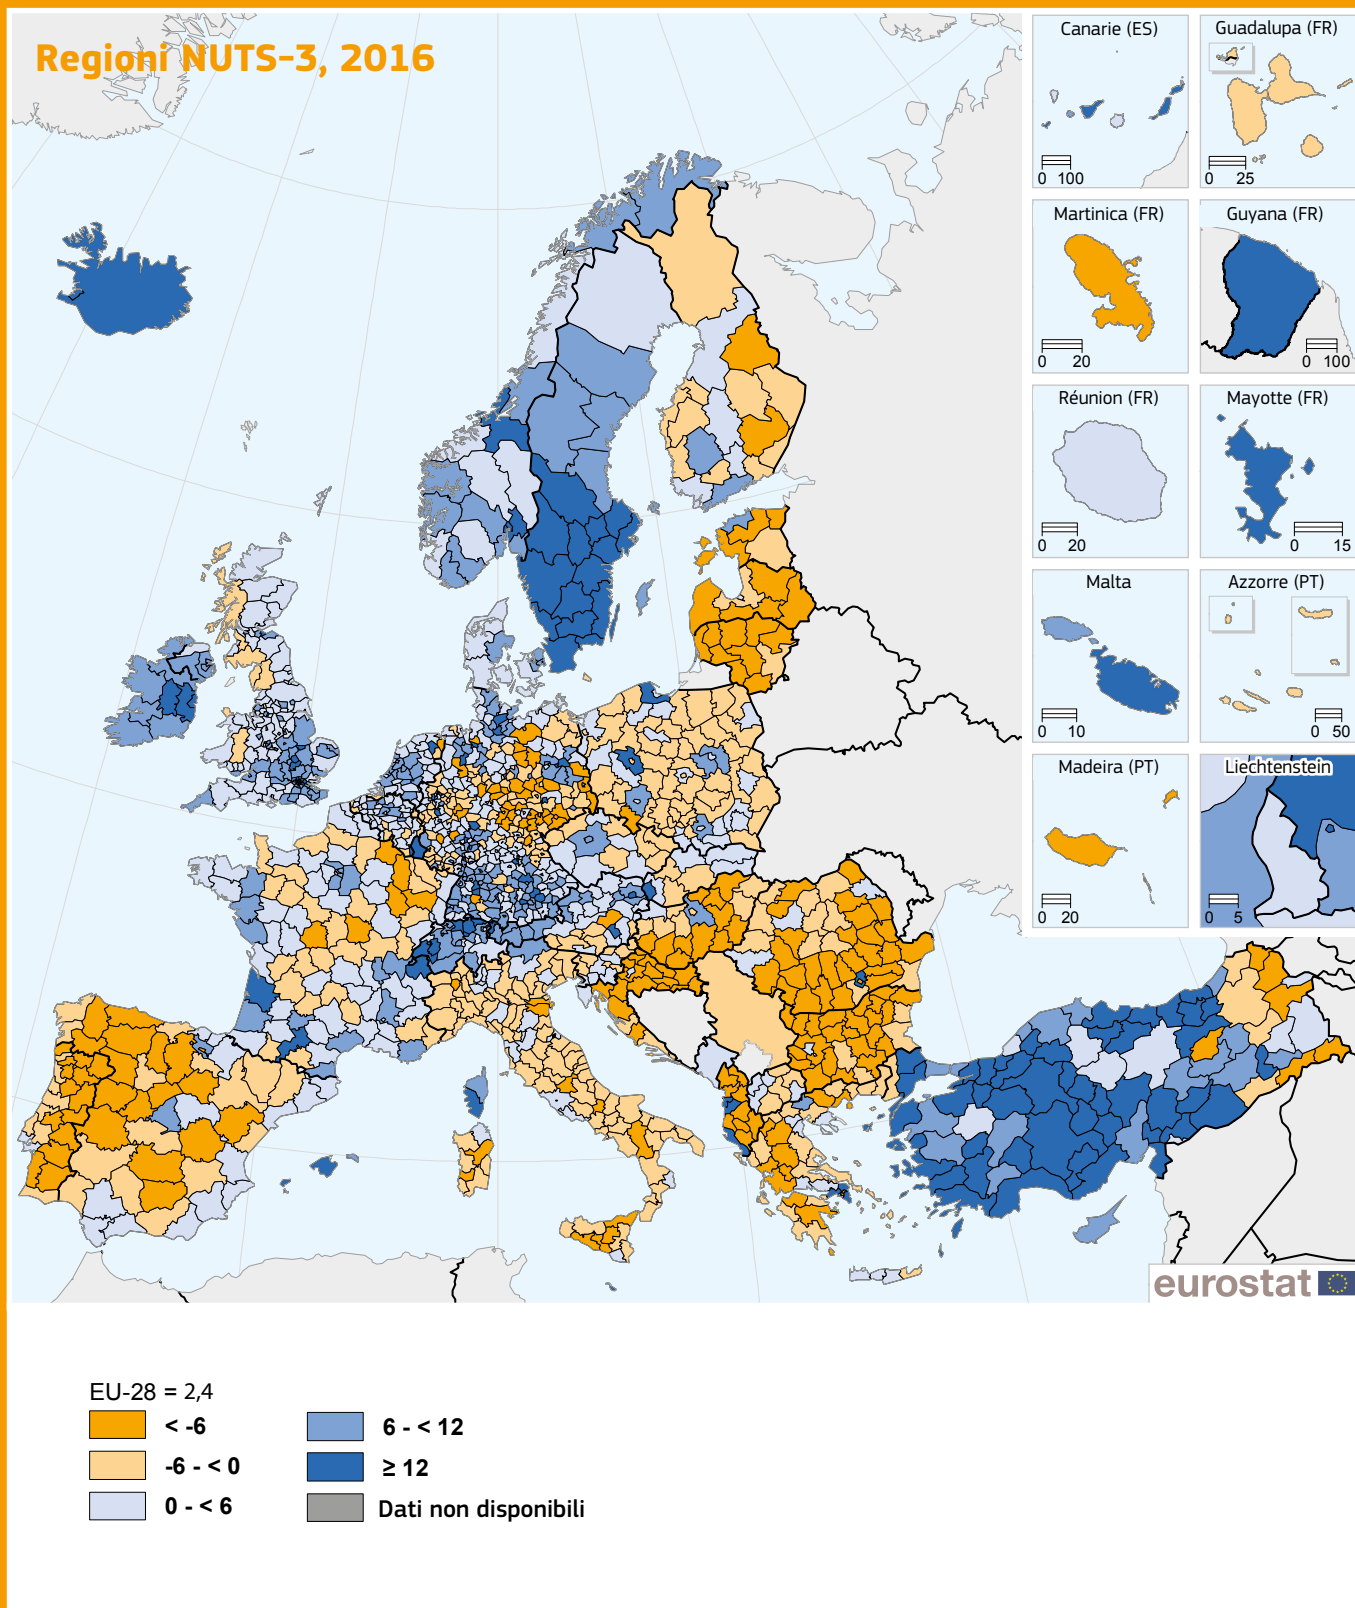 Regioni NUTS-3, 2016
Canarie (ES)
0 100
Guadalupa (FR)
0 25
Martinica (FR)
0 20
Guyana (FR)
0 100
Réunion (FR)
0 20
Mayotte (FR)
0 15
Malta
0 10
Azzorre (PT)
0 50
Madeira (PT)
0 20
Liechtenstein
0 5
eurostat
EU-28 = 2,4
< -6
-6 - < 0
0 - < 6
6 - < 12
≥ 12
Dati non disponibili